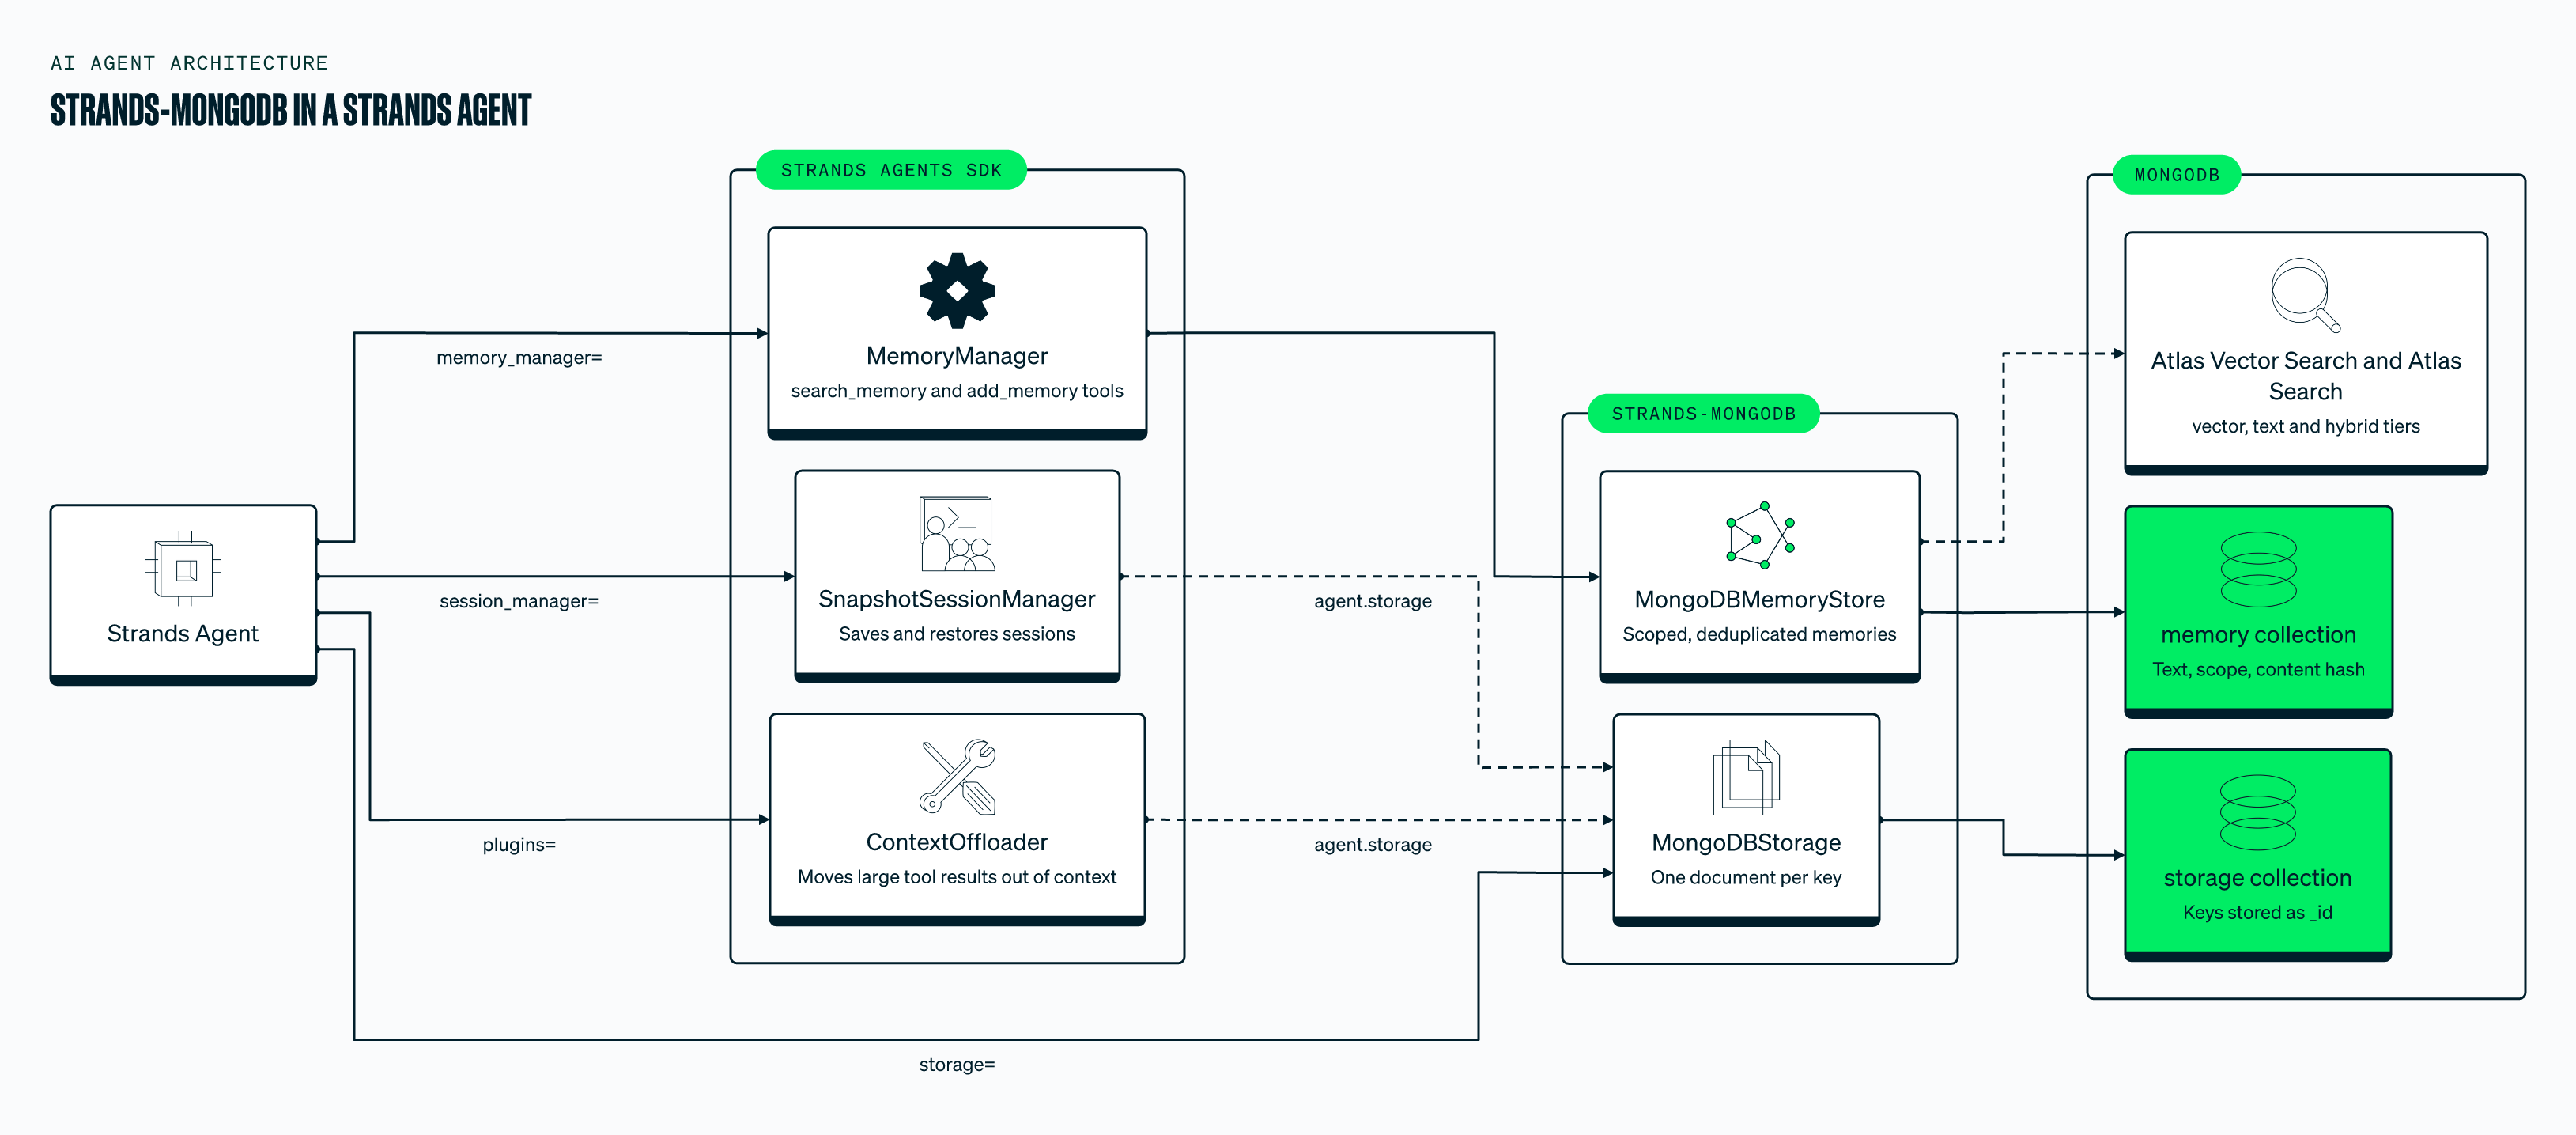 AI AGENT ARCHITECTURE
STRANDS-MONGODB IN A STRANDS AGENT
STRANDS AGENTS SDK
MONGODB
MemoryManager
search_memory and add_memory tools
memory_manager=
Atlas Vector Search and Atlas
Search
vector, text and hybrid tiers
STRANDS-MONGODB
Strands Agent
session_manager=
SnapshotSessionManager
Saves and restores sessions
agent.storage
MongoDBMemoryStore
Scoped, deduplicated memories
memory collection
Text, scope, content hash
plugins=
ContextOffloader
Moves large tool results out of context
agent.storage
MongoDBStorage
One document per key
storage collection
Keys stored as _id
storage=